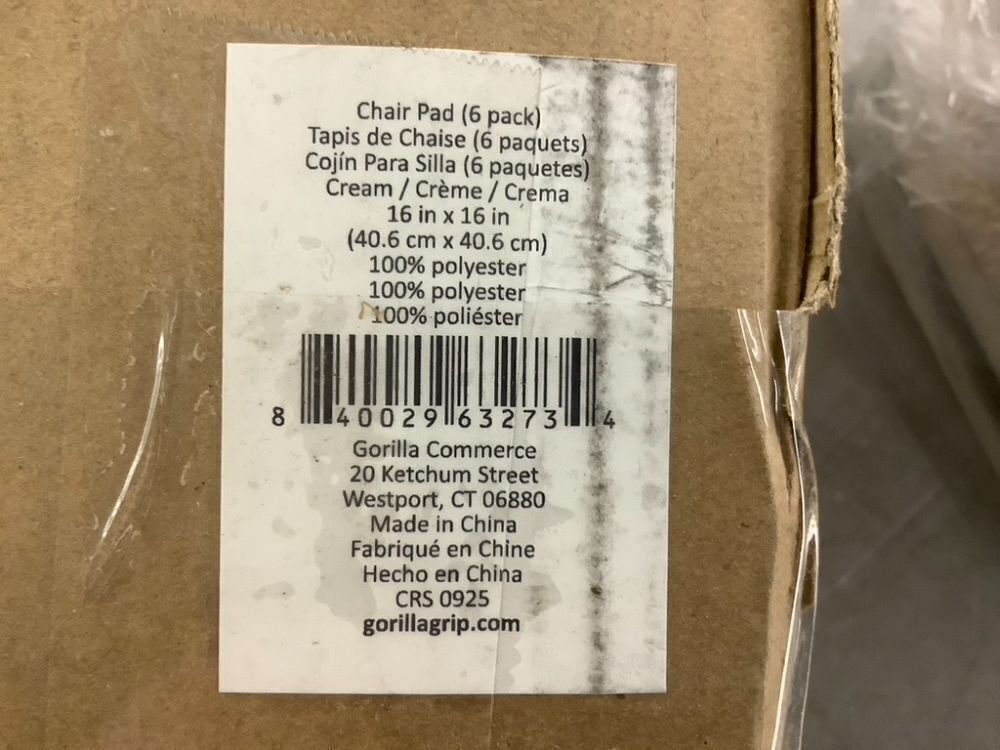 Chair Pad (6 pack)
Tapis de Chaise (6 paquets)
Cojín Para Silla (6 paquetes)
Cream / Crème / Crema
16 in x 16 in
(40.6 cm x 40.6 cm)
100% polyester
100% polyester
100% poliéster
8 40029 63273 4
Gorilla Commerce
20 Ketchum Street
Westport, CT 06880
Made in China
Fabriqué en Chine
Hecho en China
CRS 0925
gorillagrip.com